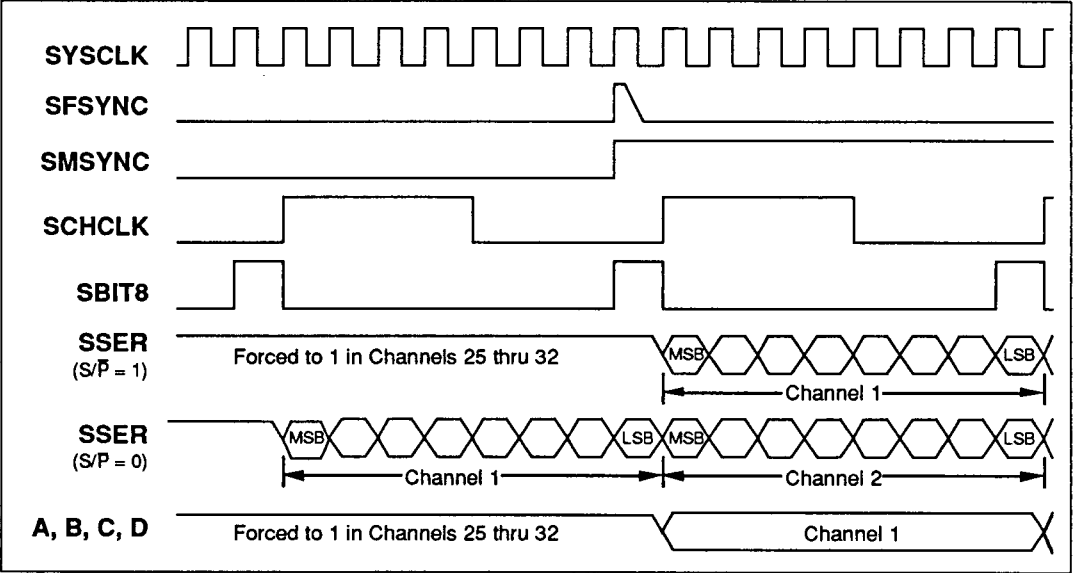 SYSCLK
SFSYNC
SMSYNC
SCHCLK
SBIT8
SSER
(S/P̅ = 1)
Forced to 1 in Channels 25 thru 32
MSB
LSB
Channel 1
SSER
(S/P̅ = 0)
MSB
LSB
MSB
LSB
Channel 1
Channel 2
A, B, C, D
Forced to 1 in Channels 25 thru 32
Channel 1